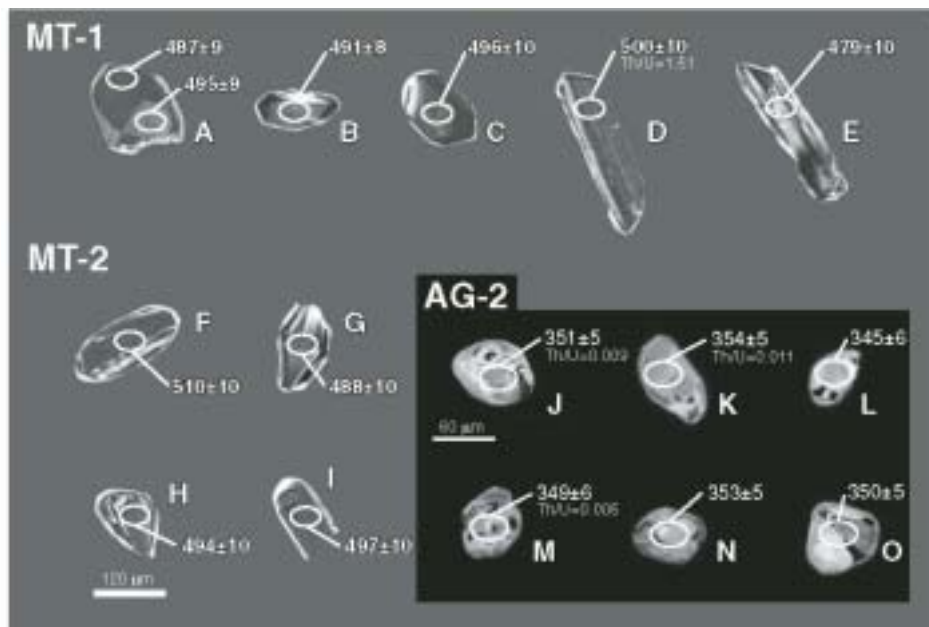 MT-1
487±9
495±9
A
491±8
B
496±10
C
500±10
Th/U=1.51
D
479±10
E
MT-2
F
510±10
G
488±10
H
494±10
I
497±10
120 µm
AG-2
351±5
Th/U=0.009
J
354±5
Th/U=0.011
K
345±6
L
60 µm
349±6
Th/U=0.006
M
353±5
N
350±5
O